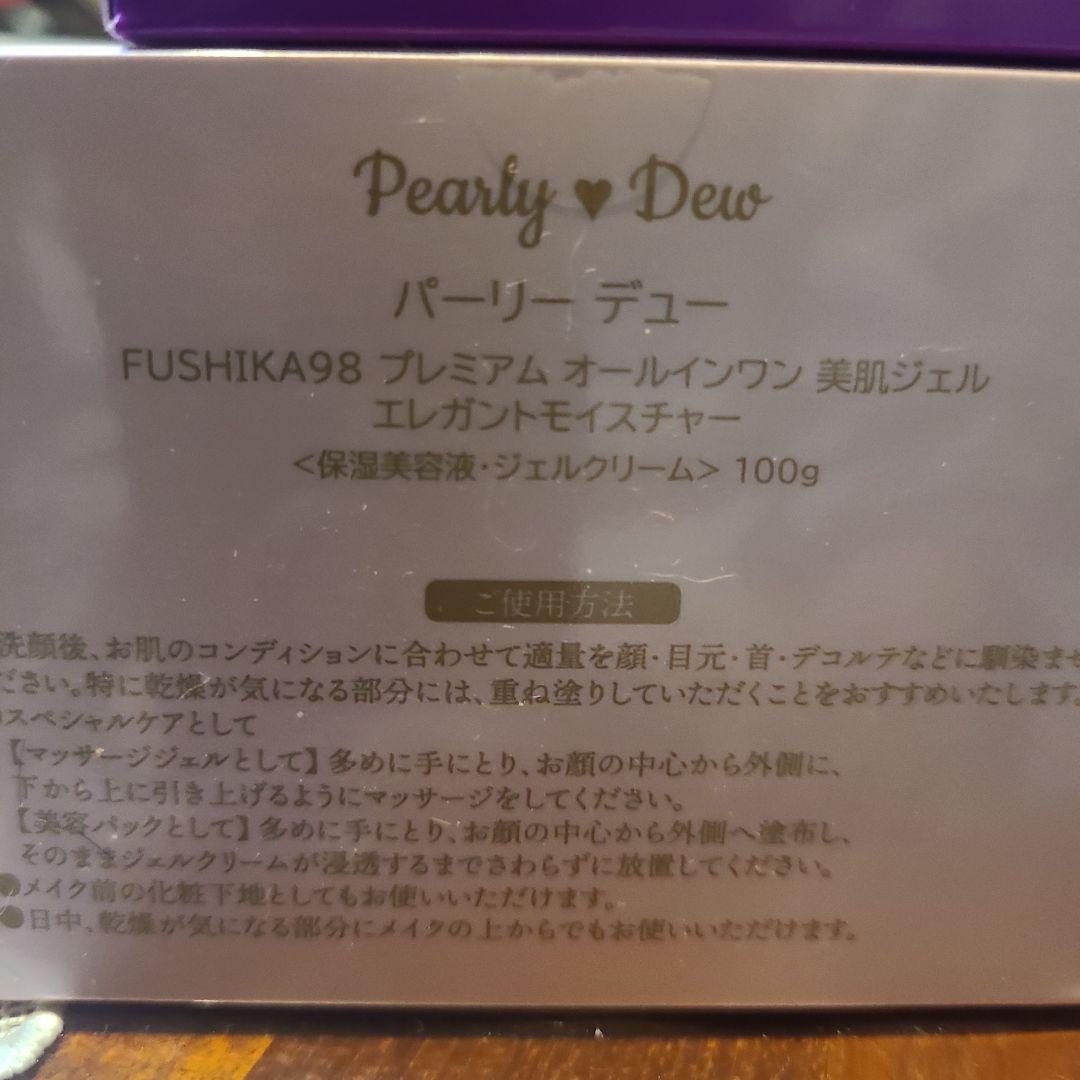 Pearly ♥ Dew
パーリー デュー
FUSHIKA98 プレミアム オールインワン 美肌ジェル
エレガントモイスチャー
<保湿美容液・ジェルクリーム> 100g
ご使用方法
洗顔後、お肌のコンディションに合わせて適量を顔・目元・首・デコルテなどに馴染ませ
ださい。特に乾燥が気になる部分には、重ね塗りしていただくことをおすすめいたします。
スペシャルケアとして
【マッサージジェルとして】多めに手にとり、お顔の中心から外側に、
下から上に引き上げるようにマッサージをしてください。
【美容パックとして】多めに手にとり、お顔の中心から外側へ塗布し、
そのままジェルクリームが浸透するまでさわらずに放置してください。
●メイク前の化粧下地としてもお使いいただけます。
●日中、乾燥が気になる部分にメイクの上からでもお使いいただけます。